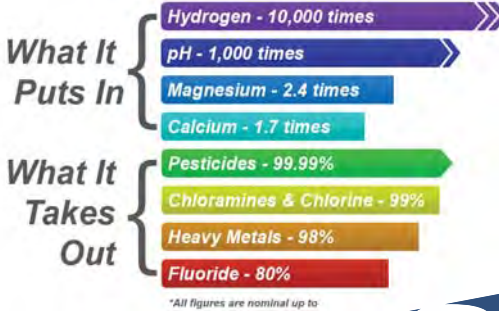 What It
Puts In
Hydrogen - 10,000 times
pH - 1,000 times
Magnesium - 2.4 times
Calcium - 1.7 times
What It
Takes
Out
Pesticides - 99.99%
Chloramines & Chlorine - 99%
Heavy Metals - 98%
Fluoride - 80%
*All figures are nominal up to